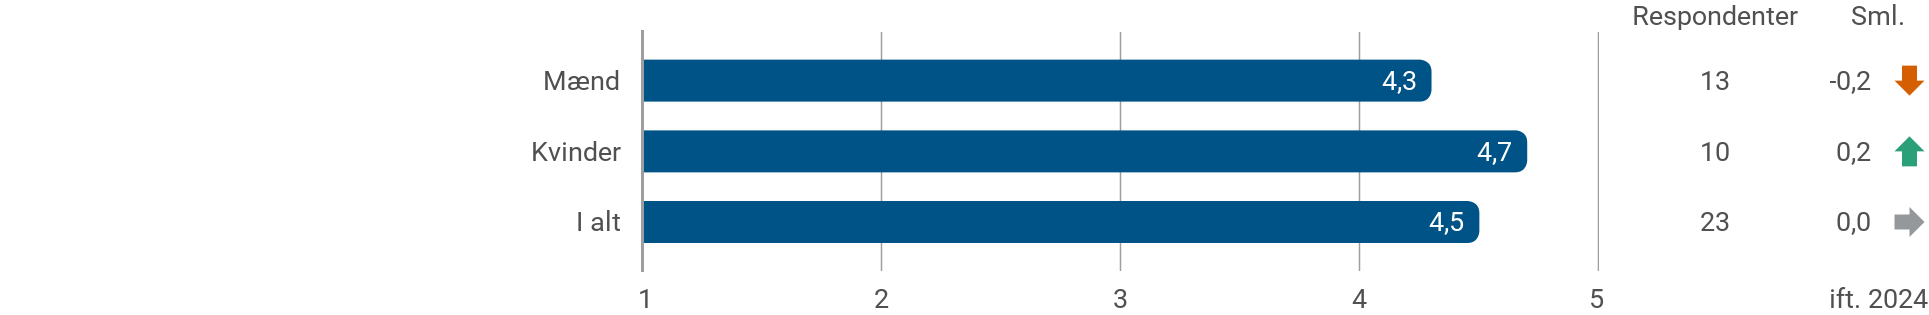 Respondenter Sml.
Mænd 4,3 13 -0,2
Kvinder 4,7 10 0,2
I alt 4,5 23 0,0
1 2 3 4 5 ift. 2024